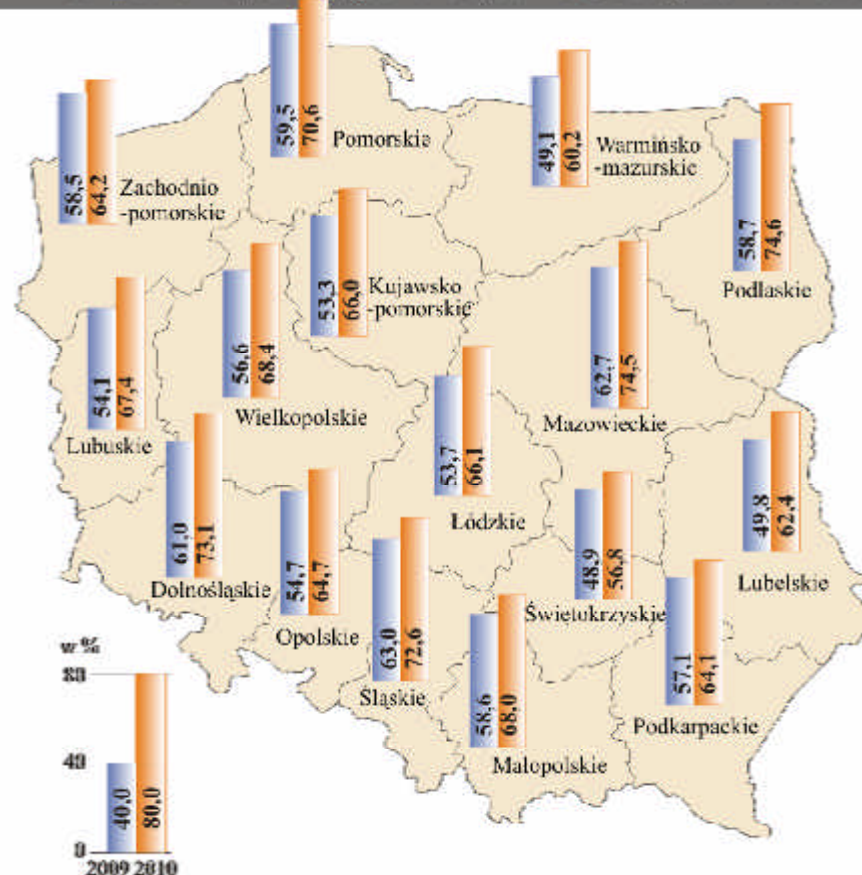 59,5 70,6
Pomorskie
58,5 64,2
Zachodnio
-pomorskie
49,1 60,2
Warmińsko
-mazurskie
58,7 74,6
Podlaskie
53,3 66,0
Kujawsko
-pomorskie
56,6 68,4
Wielkopolskie
62,7 74,5
Mazowieckie
54,1 67,4
Lubuskie
53,7 66,1
Łódzkie
49,8 62,4
Lubelskie
61,0 73,1
Dolnośląskie
54,7 64,7
Opolskie
48,9 56,8
Świetokrzyskie
63,0 72,6
Śląskie
57,1 64,1
Podkarpackie
58,6 68,0
Małopolskie
w %
80
40
0
40,0 80,0
2009 2010